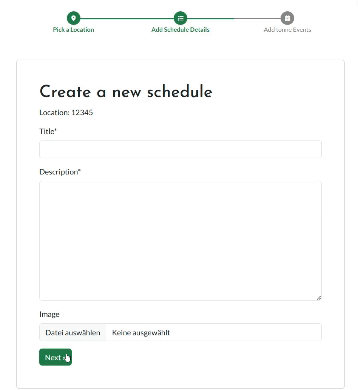 Pick a Location
Add Schedule Details
Add tonne Events
Create a new schedule
Location: 12345
Title*
Description*
Image
Datei auswählen Keine ausgewählt
Next